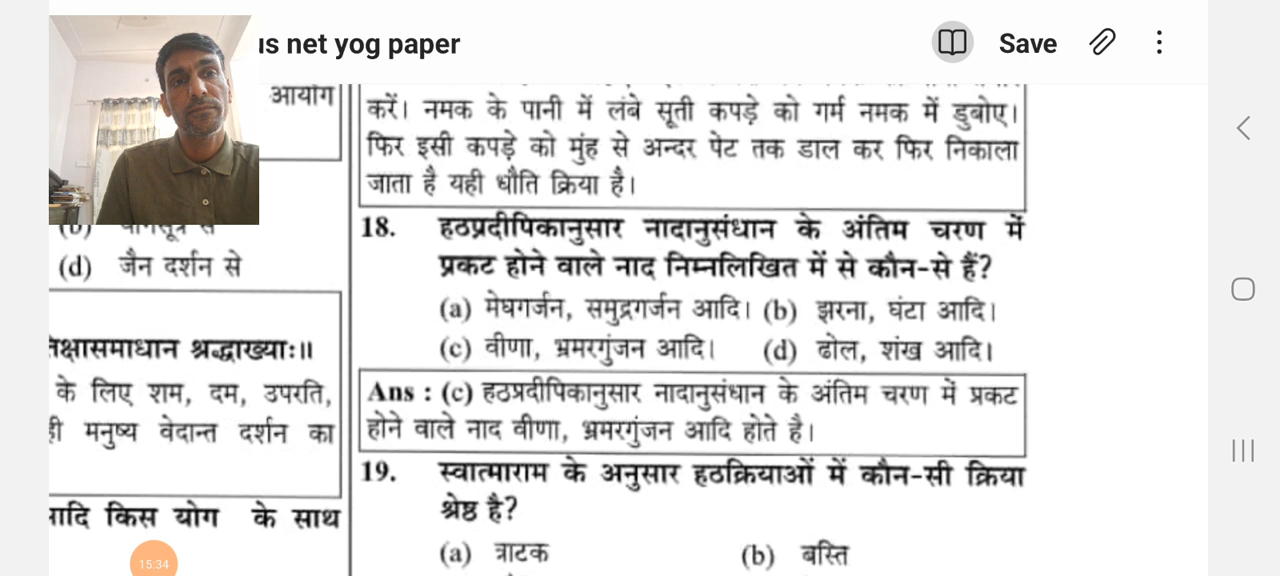 us net yog paper
Save
आयोग
(d) जैन दर्शन से
श्रद्धाख्याः॥
के लिए शम, दम, उपरति,
मनुष्य वेदान्त दर्शन का
किस योग के साथ
करें। नमक के पानी में लंबे सूती कपड़े को गर्म नमक में डुबोए।
फिर इसी कपड़े को मुंह से अन्दर पेट तक डाल कर फिर निकाला
जाता है यही धौति क्रिया है।
18. हठप्रदीपिकानुसार नादानुसंधान के अंतिम चरण में
प्रकट होने वाले नाद निम्नलिखित में से कौन-से हैं?
(a) मेघगर्जन, समुद्रगर्जन आदि। (b) झरना, घंटा आदि।
(c) वीणा, भ्रमरगुंजन आदि। (d) ढोल, शंख आदि।
Ans : (c) हठप्रदीपिकानुसार नादानुसंधान के अंतिम चरण में प्रकट
होने वाले नाद वीणा, भ्रमरगुंजन आदि होते है।
19. स्वात्माराम के अनुसार हठक्रियाओं में कौन-सी क्रिया
श्रेष्ठ है?
(a) त्राटक (b) बस्ति
15:34